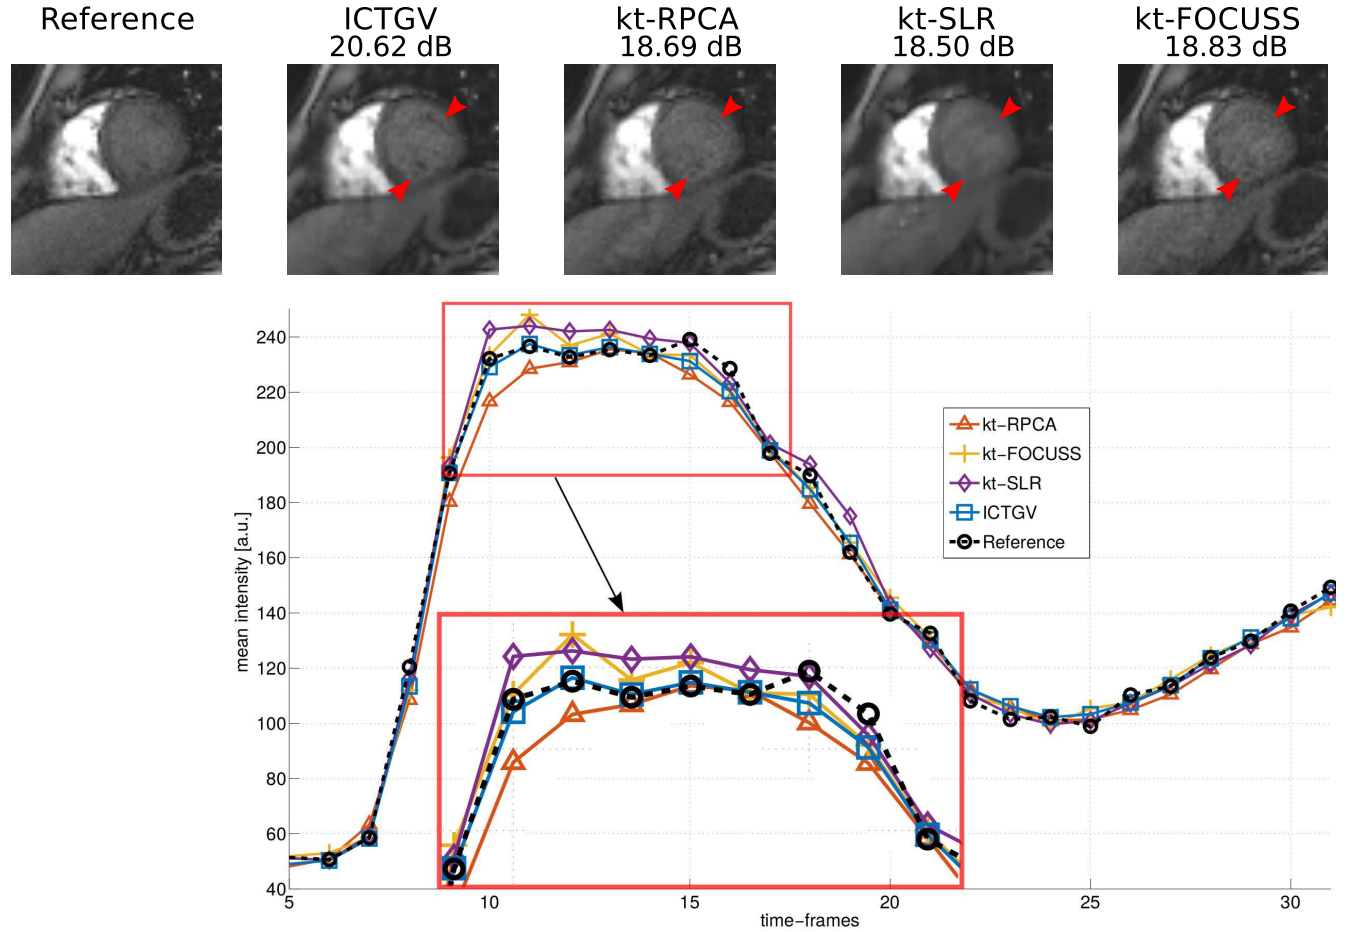 Reference
ICTGV
20.62 dB
kt-RPCA
18.69 dB
kt-SLR
18.50 dB
kt-FOCUSS
18.83 dB
240
220
200
180
160
140
120
100
80
60
40
mean intensity [a.u.]
kt−RPCA
kt−FOCUSS
kt−SLR
ICTGV
Reference
5
10
15
20
25
30
time−frames